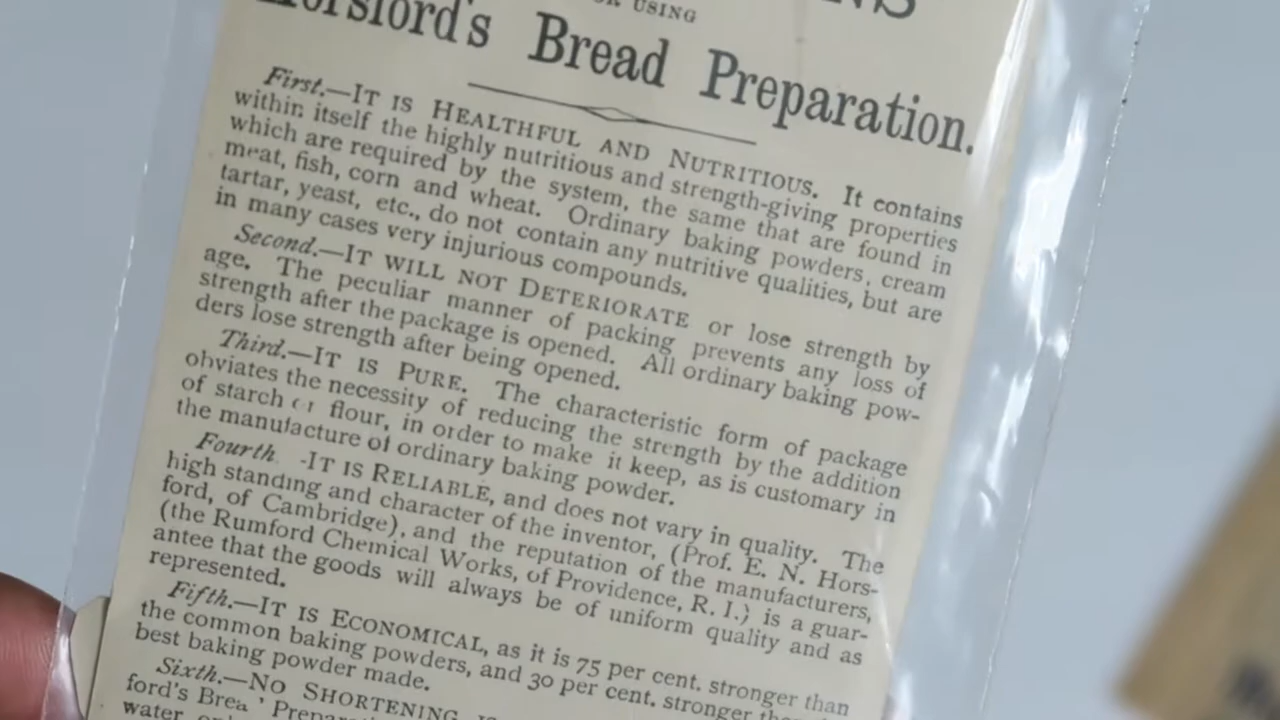 USING
Horsford's Bread Preparation.
First.—IT IS HEALTHFUL AND NUTRITIOUS. It contains
within itself the highly nutritious and strength-giving properties
which are required by the system, the same that are found in
meat, fish, corn and wheat. Ordinary baking powders, cream
tartar, yeast, etc., do not contain any nutritive qualities, but are
in many cases very injurious compounds.
Second.—IT WILL NOT DETERIORATE or lose strength by
age. The peculiar manner of packing prevents any loss of
strength after the package is opened. All ordinary baking pow-
ders lose strength after being opened.
Third.—IT IS PURE. The characteristic form of package
obviates the necessity of reducing the strength by the addition
of starch or flour, in order to make it keep, as is customary in
the manufacture of ordinary baking powder.
Fourth -IT IS RELIABLE, and does not vary in quality. The
high standing and character of the inventor, (Prof. E. N. Hors-
ford, of Cambridge), and the reputation of the manufacturers,
(the Rumford Chemical Works, of Providence, R. I.) is a guar-
antee that the goods will always be of uniform quality and as
represented.
Fifth.—IT IS ECONOMICAL, as it is 75 per cent. stronger than
the common baking powders, and 30 per cent. stronger than
best baking powder made.
Sixth.—NO SHORTENING
ford's Bread
water